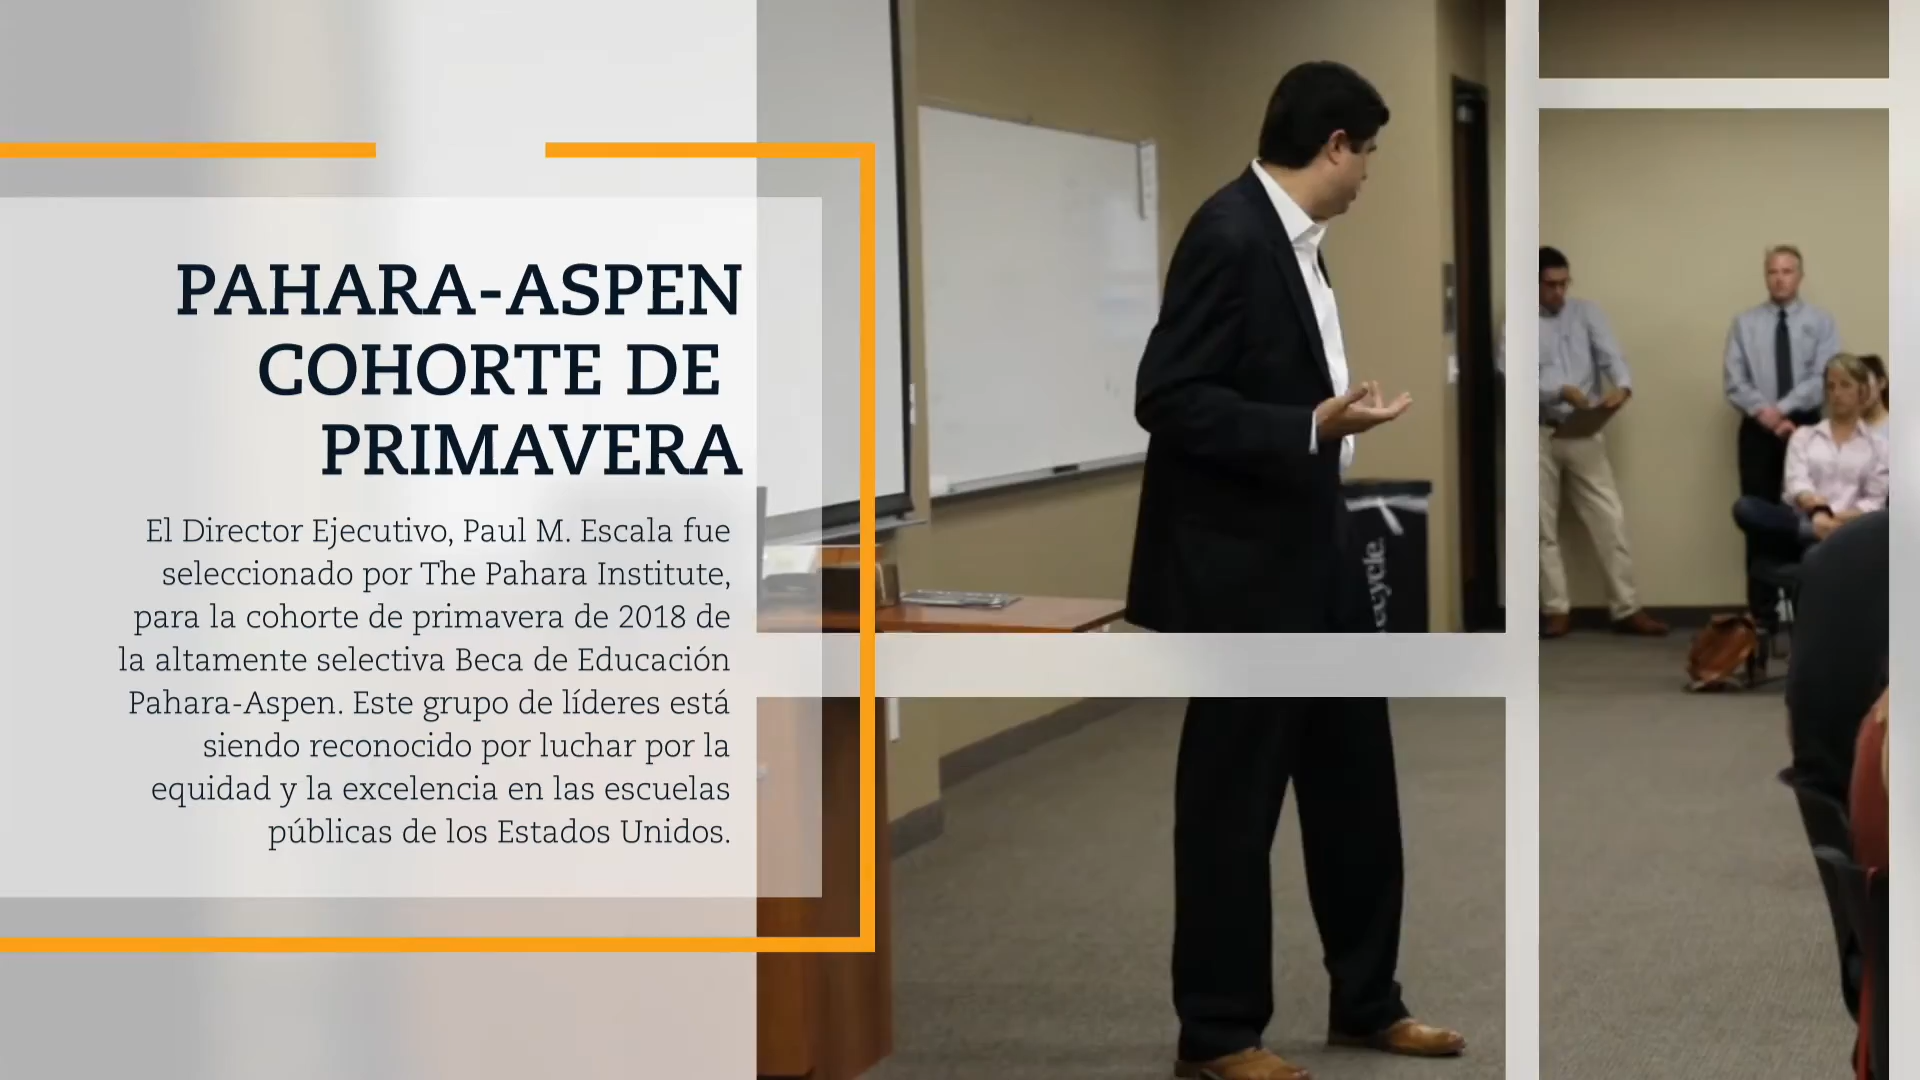 PAHARA-ASPEN
COHORTE DE
PRIMAVERA
El Director Ejecutivo, Paul M. Escala fue
seleccionado por The Pahara Institute,
para la cohorte de primavera de 2018 de
la altamente selectiva Beca de Educación
Pahara-Aspen. Este grupo de líderes está
siendo reconocido por luchar por la
equidad y la excelencia en las escuelas
públicas de los Estados Unidos.